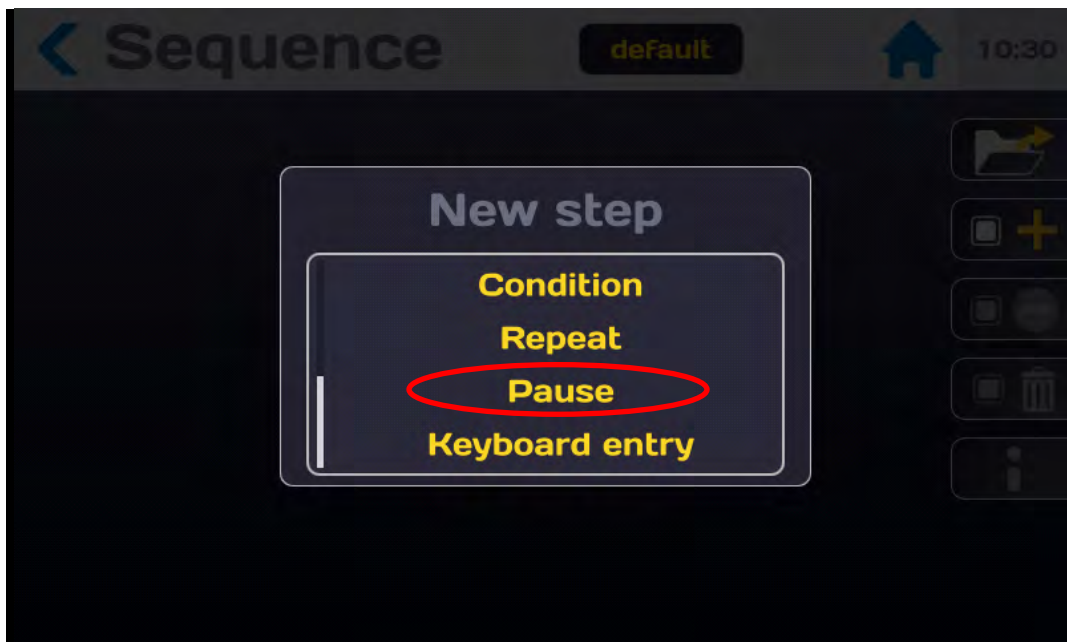 Sequence
default
10:30
New step
Condition
Repeat
Pause
Keyboard entry